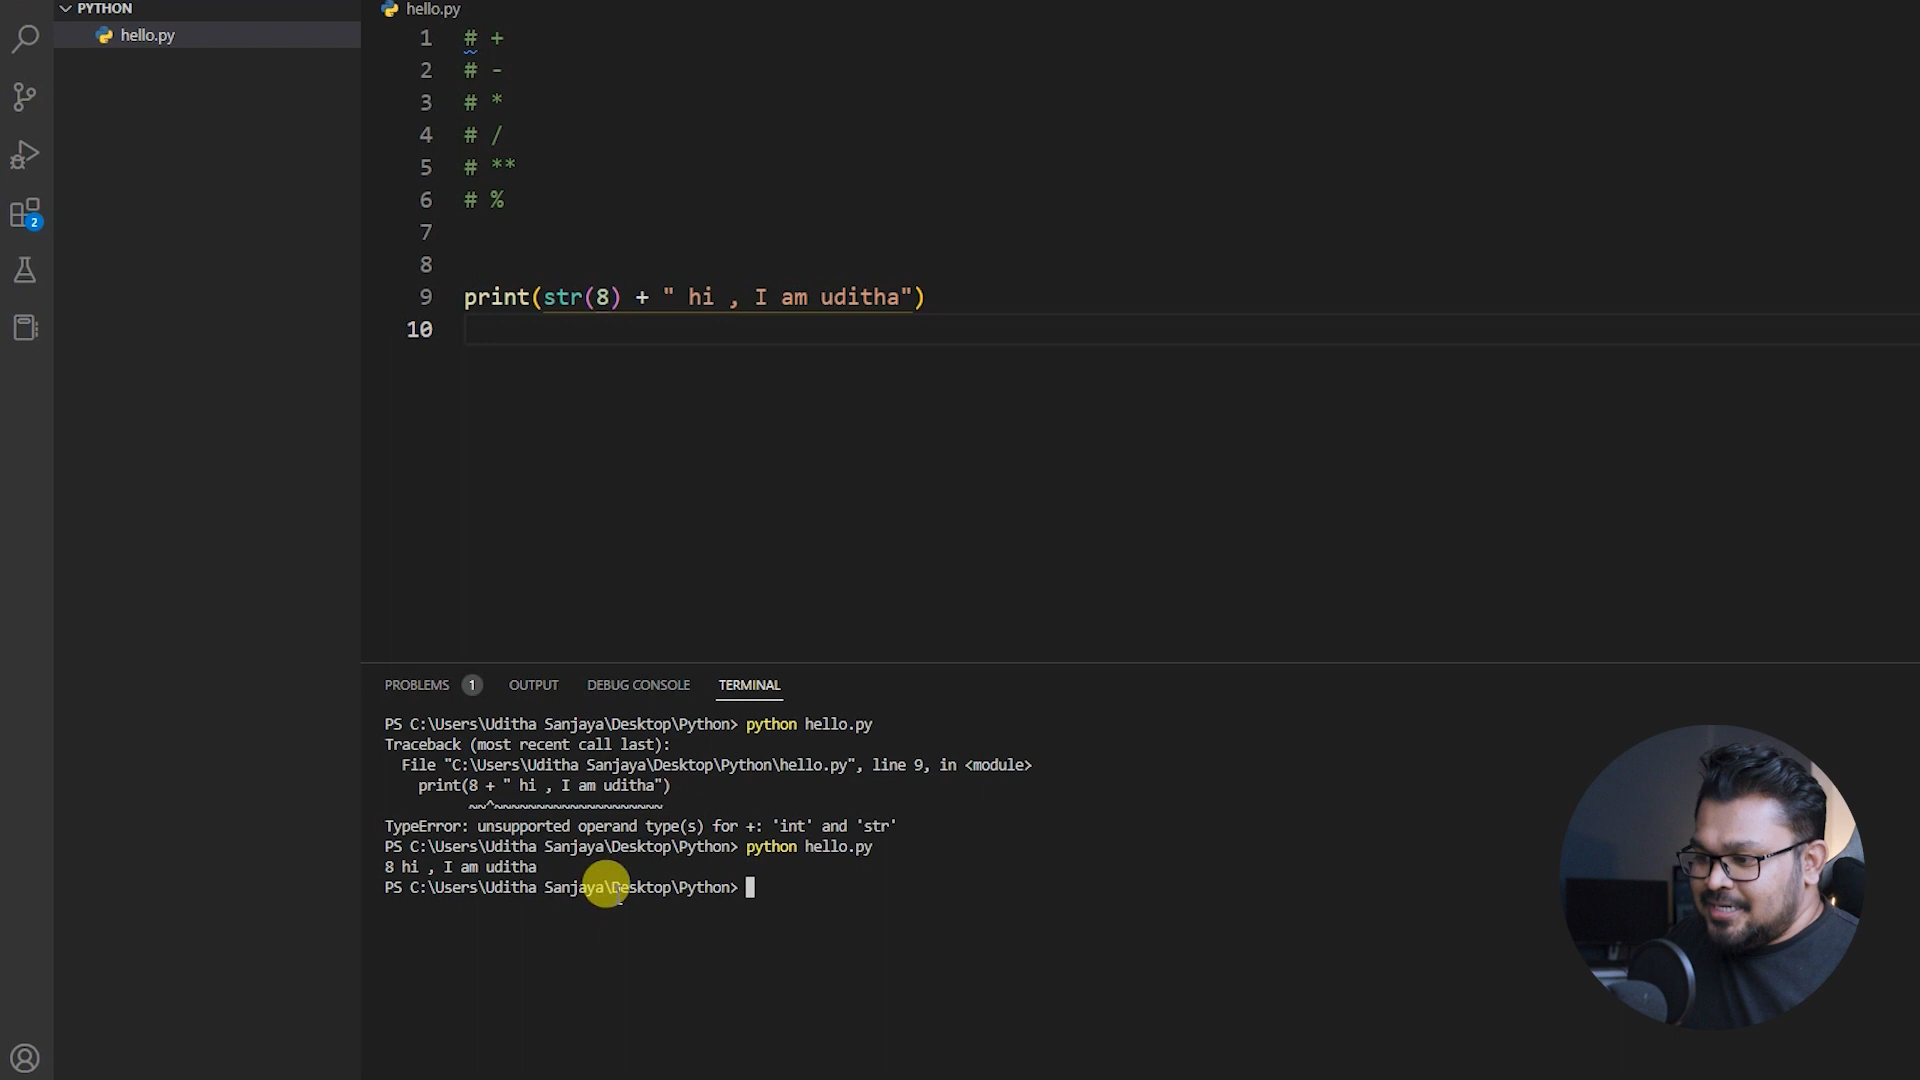 PYTHON
hello.py
2
hello.py
1 # +
2 # -
3 # *
4 # /
5 # **
6 # %
7
8
9 print(str(8) + " hi , I am uditha")
10
PROBLEMS 1 OUTPUT DEBUG CONSOLE TERMINAL
PS C:\Users\Uditha Sanjaya\Desktop\Python> python hello.py
Traceback (most recent call last):
  File "C:\Users\Uditha Sanjaya\Desktop\Python\hello.py", line 9, in <module>
    print(8 + " hi , I am uditha")
          ~~^~~~~~~~~~~~~~~~~~~~~
TypeError: unsupported operand type(s) for +: 'int' and 'str'
PS C:\Users\Uditha Sanjaya\Desktop\Python> python hello.py
8 hi , I am uditha
PS C:\Users\Uditha Sanjaya\Desktop\Python>